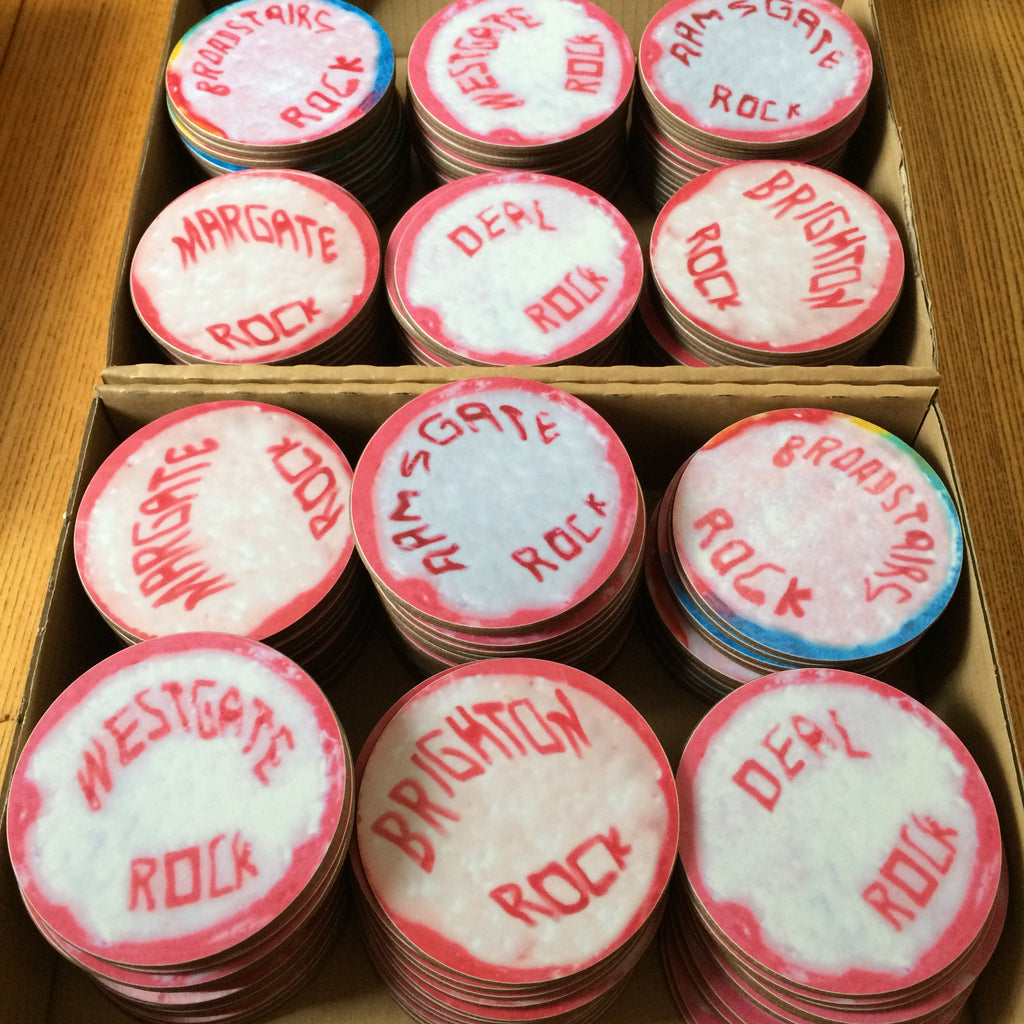 BROADSTAIRS
ROCK
WESTGATE
ROCK
RAMSGATE
ROCK
MARGATE
ROCK
DEAL
ROCK
BRIGHTON
ROCK
MARGATE
ROCK
RAMSGATE
ROCK
BROADSTAIRS
ROCK
WESTGATE
ROCK
BRIGHTON
ROCK
DEAL
ROCK